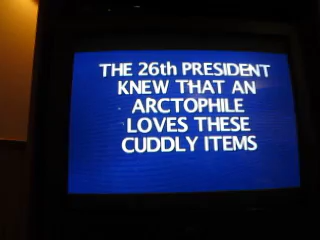 THE 26th PRESIDENT
KNEW THAT AN
ARCTOPHILE
LOVES THESE
CUDDLY ITEMS